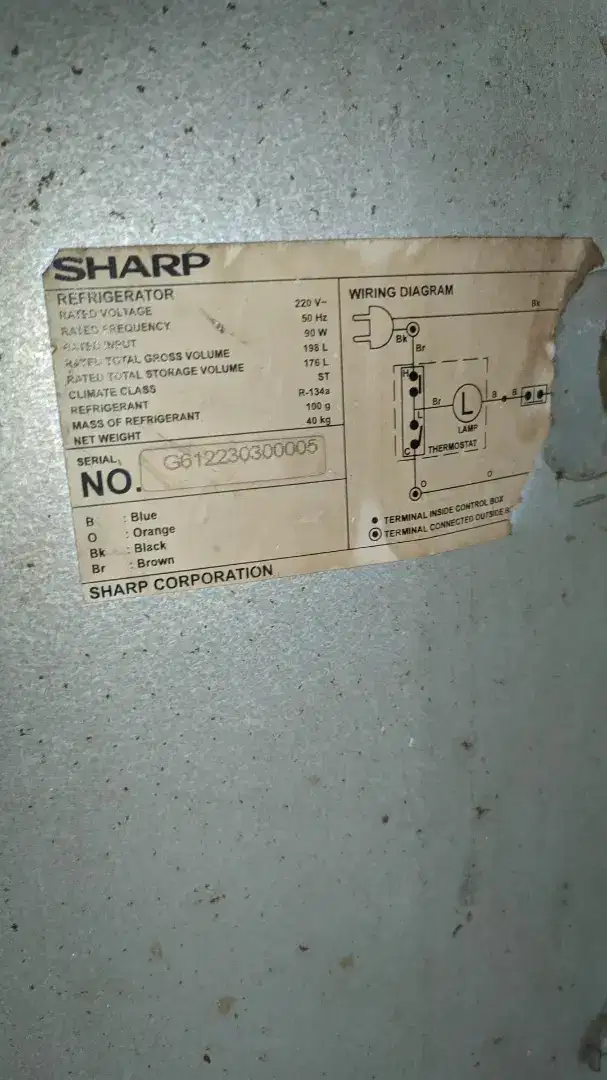 SHARP
REFRIGERATOR
RATED VOLTAGE 220 V~
RATED FREQUENCY 50 Hz
RATED INPUT 90 W
RATED TOTAL GROSS VOLUME 198 L
RATED TOTAL STORAGE VOLUME 176 L
CLIMATE CLASS ST
REFRIGERANT R-134a
MASS OF REFRIGERANT 100 g
NET WEIGHT 40 kg
SERIAL
NO. G612230300005
B : Blue
O : Orange
Bk : Black
Br : Brown
SHARP CORPORATION
WIRING DIAGRAM
Bk
Bk
Br
H
Br
L
L
B
B
LAMP
C
THERMOSTAT
O
O
TERMINAL INSIDE CONTROL BOX
TERMINAL CONNECTED OUTSIDE